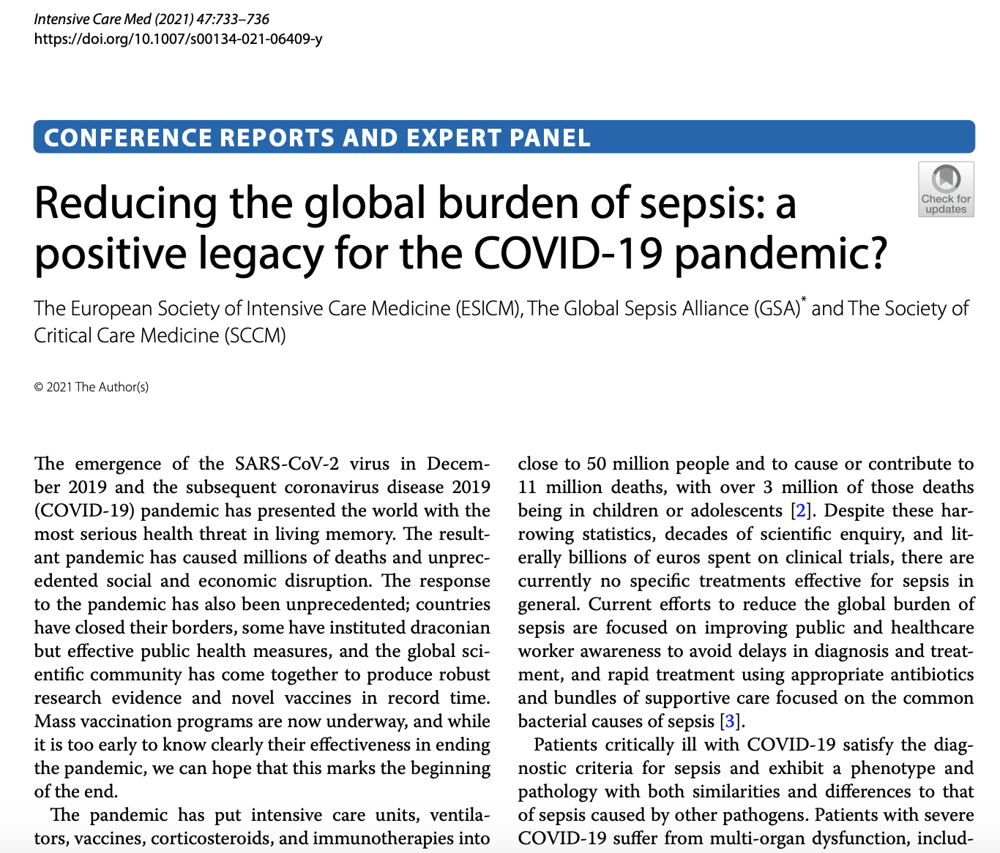 Intensive Care Med (2021) 47:733–736
https://doi.org/10.1007/s00134-021-06409-y
CONFERENCE REPORTS AND EXPERT PANEL
Check for
updates
Reducing the global burden of sepsis: a
positive legacy for the COVID-19 pandemic?
The European Society of Intensive Care Medicine (ESICM), The Global Sepsis Alliance (GSA)* and The Society of
Critical Care Medicine (SCCM)
© 2021 The Author(s)
The emergence of the SARS-CoV-2 virus in Decem-
ber 2019 and the subsequent coronavirus disease 2019
(COVID-19) pandemic has presented the world with the
most serious health threat in living memory. The result-
ant pandemic has caused millions of deaths and unprec-
edented social and economic disruption. The response
to the pandemic has also been unprecedented; countries
have closed their borders, some have instituted draconian
but effective public health measures, and the global sci-
entific community has come together to produce robust
research evidence and novel vaccines in record time.
Mass vaccination programs are now underway, and while
it is too early to know clearly their effectiveness in ending
the pandemic, we can hope that this marks the beginning
of the end.
The pandemic has put intensive care units, ventila-
tors, vaccines, corticosteroids, and immunotherapies into
close to 50 million people and to cause or contribute to
11 million deaths, with over 3 million of those deaths
being in children or adolescents [2]. Despite these har-
rowing statistics, decades of scientific enquiry, and lit-
erally billions of euros spent on clinical trials, there are
currently no specific treatments effective for sepsis in
general. Current efforts to reduce the global burden of
sepsis are focused on improving public and healthcare
worker awareness to avoid delays in diagnosis and treat-
ment, and rapid treatment using appropriate antibiotics
and bundles of supportive care focused on the common
bacterial causes of sepsis [3].
Patients critically ill with COVID-19 satisfy the diag-
nostic criteria for sepsis and exhibit a phenotype and
pathology with both similarities and differences to that
of sepsis caused by other pathogens. Patients with severe
COVID-19 suffer from multi-organ dysfunction, includ-